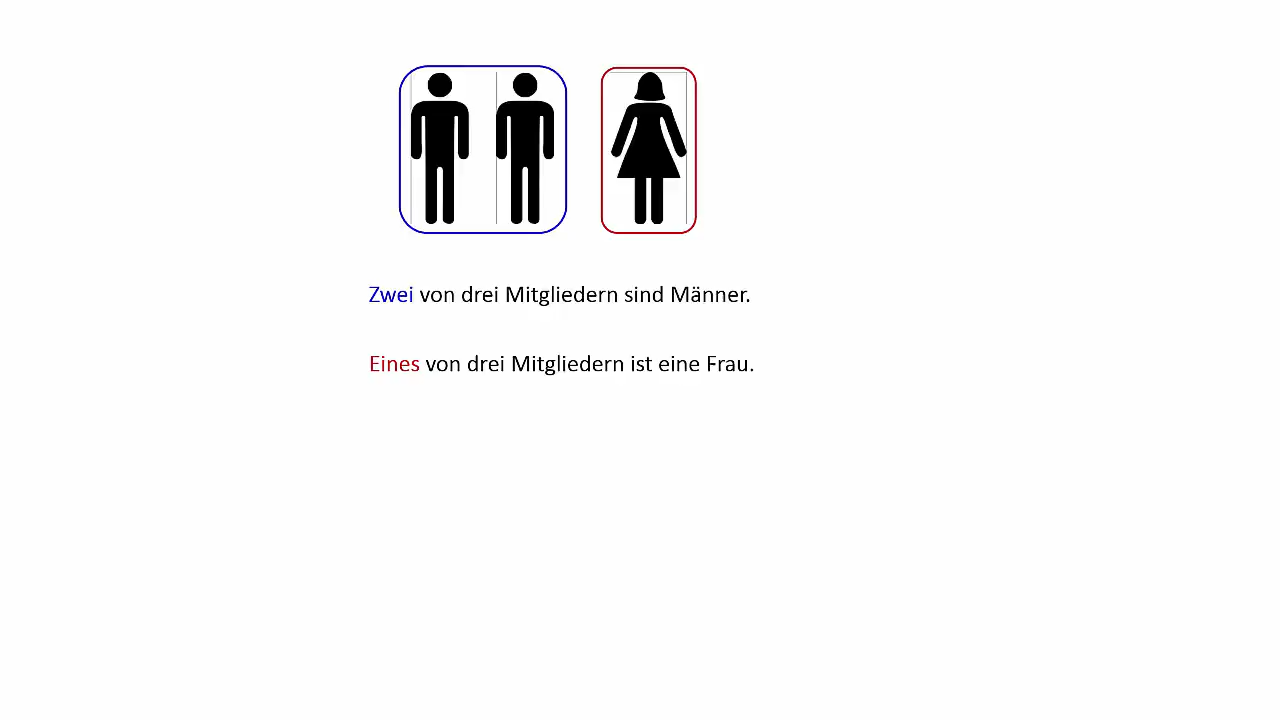 Zwei von drei Mitgliedern sind Männer.
Eines von drei Mitgliedern ist eine Frau.